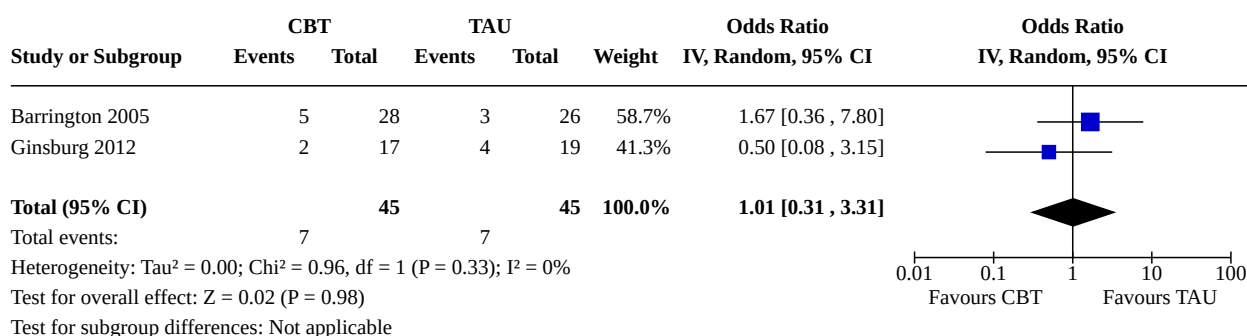 CBT TAU Odds Ratio Odds Ratio
Study or Subgroup Events Total Events Total Weight IV, Random, 95% CI IV, Random, 95% CI
Barrington 2005 5 28 3 26 58.7% 1.67 [0.36 , 7.80]
Ginsburg 2012 2 17 4 19 41.3% 0.50 [0.08 , 3.15]
Total (95% CI) 45 45 100.0% 1.01 [0.31 , 3.31]
Total events: 7 7
Heterogeneity: Tau² = 0.00; Chi² = 0.96, df = 1 (P = 0.33); I² = 0%
0.01 0.1 1 10 100
Test for overall effect: Z = 0.02 (P = 0.98) Favours CBT Favours TAU
Test for subgroup differences: Not applicable